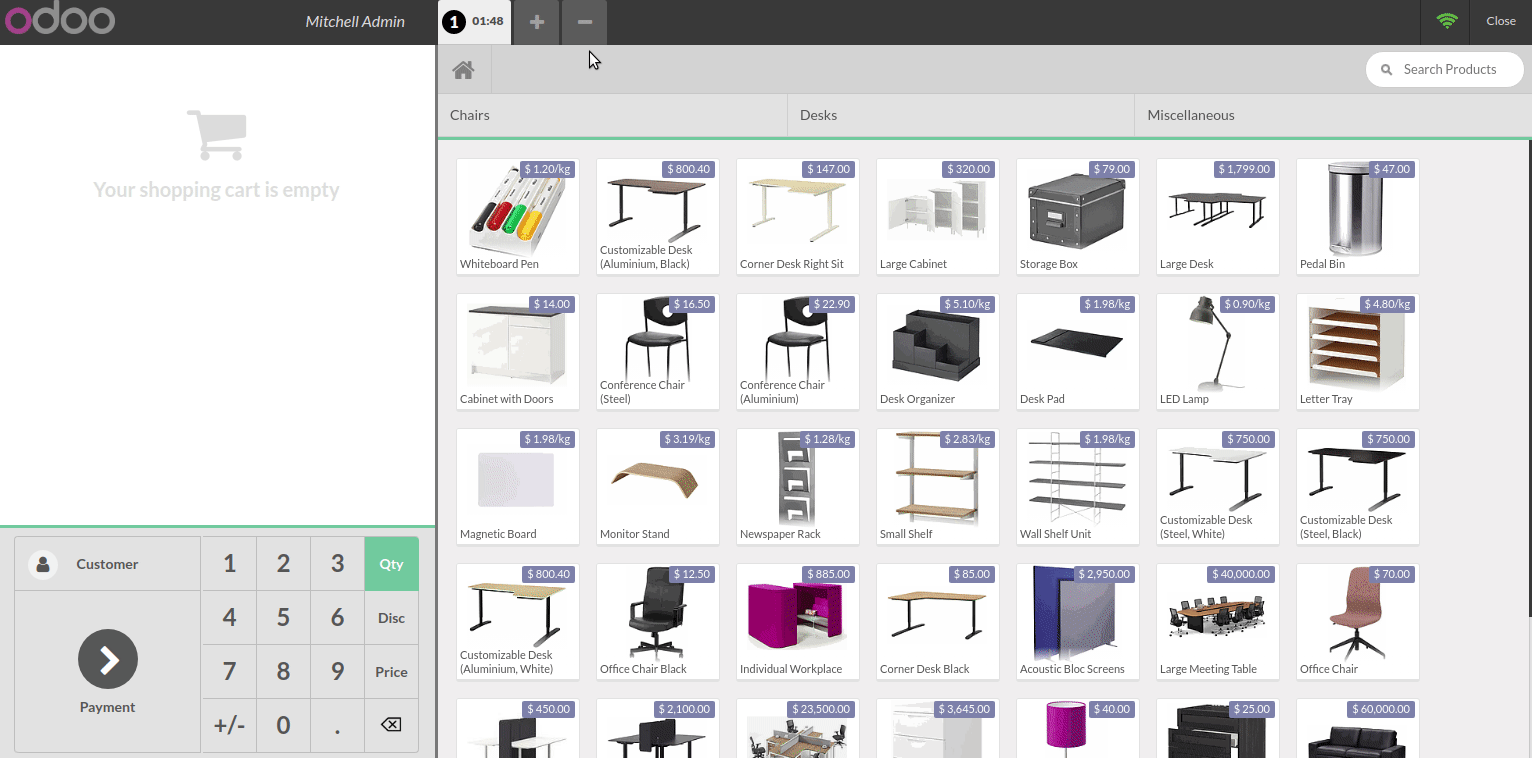 odoo
Mitchell Admin
1 01:48
Close
Search Products
Chairs
Desks
Miscellaneous
Your shopping cart is empty
$ 1.20/kg
Whiteboard Pen
$ 800.40
Customizable Desk
(Aluminium, Black)
$ 147.00
Corner Desk Right Sit
$ 320.00
Large Cabinet
$ 79.00
Storage Box
$ 1,799.00
Large Desk
$ 47.00
Pedal Bin
$ 14.00
Cabinet with Doors
$ 16.50
Conference Chair
(Steel)
$ 22.90
Conference Chair
(Aluminium)
$ 5.10/kg
Desk Organizer
$ 1.98/kg
Desk Pad
$ 0.90/kg
LED Lamp
$ 4.80/kg
Letter Tray
$ 1.98/kg
Magnetic Board
$ 3.19/kg
Monitor Stand
$ 1.28/kg
Newspaper Rack
$ 2.83/kg
Small Shelf
$ 1.98/kg
Wall Shelf Unit
$ 750.00
Customizable Desk
(Steel, White)
$ 750.00
Customizable Desk
(Steel, Black)
$ 800.40
Customizable Desk
(Aluminium, White)
$ 12.50
Office Chair Black
$ 885.00
Individual Workplace
$ 85.00
Corner Desk Black
$ 2,950.00
Acoustic Bloc Screens
$ 40,000.00
Large Meeting Table
$ 70.00
Office Chair
$ 450.00
$ 2,100.00
$ 23,500.00
$ 3,645.00
$ 40.00
$ 25.00
$ 60,000.00
Customer
Payment
1 2 3 Qty
4 5 6 Disc
7 8 9 Price
+/- 0 .